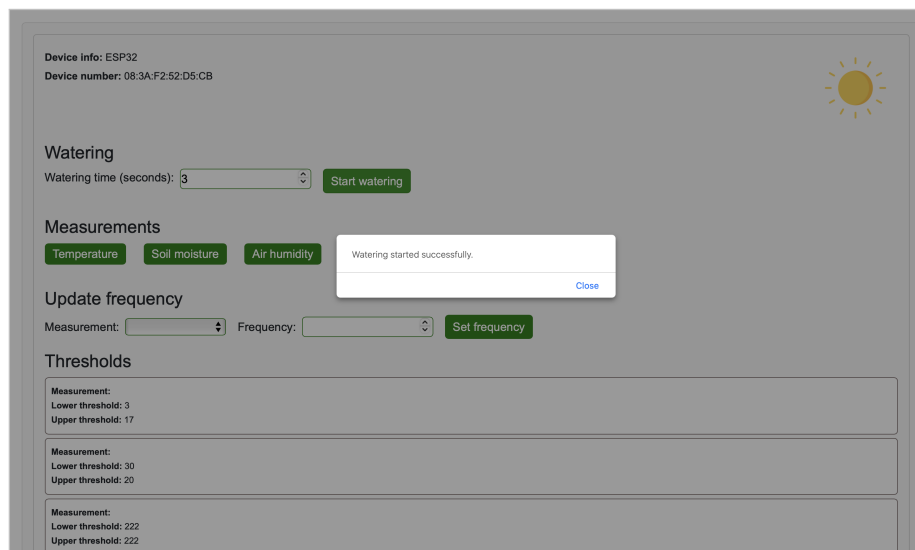 Device info: ESP32
Device number: 08:3A:F2:52:D5:CB
Watering
Watering time (seconds): 3 Start watering
Measurements
Temperature Soil moisture Air humidity
Watering started successfully.
Close
Update frequency
Measurement: Frequency: Set frequency
Thresholds
Measurement:
Lower threshold: 3
Upper threshold: 17
Measurement:
Lower threshold: 30
Upper threshold: 20
Measurement:
Lower threshold: 222
Upper threshold: 222